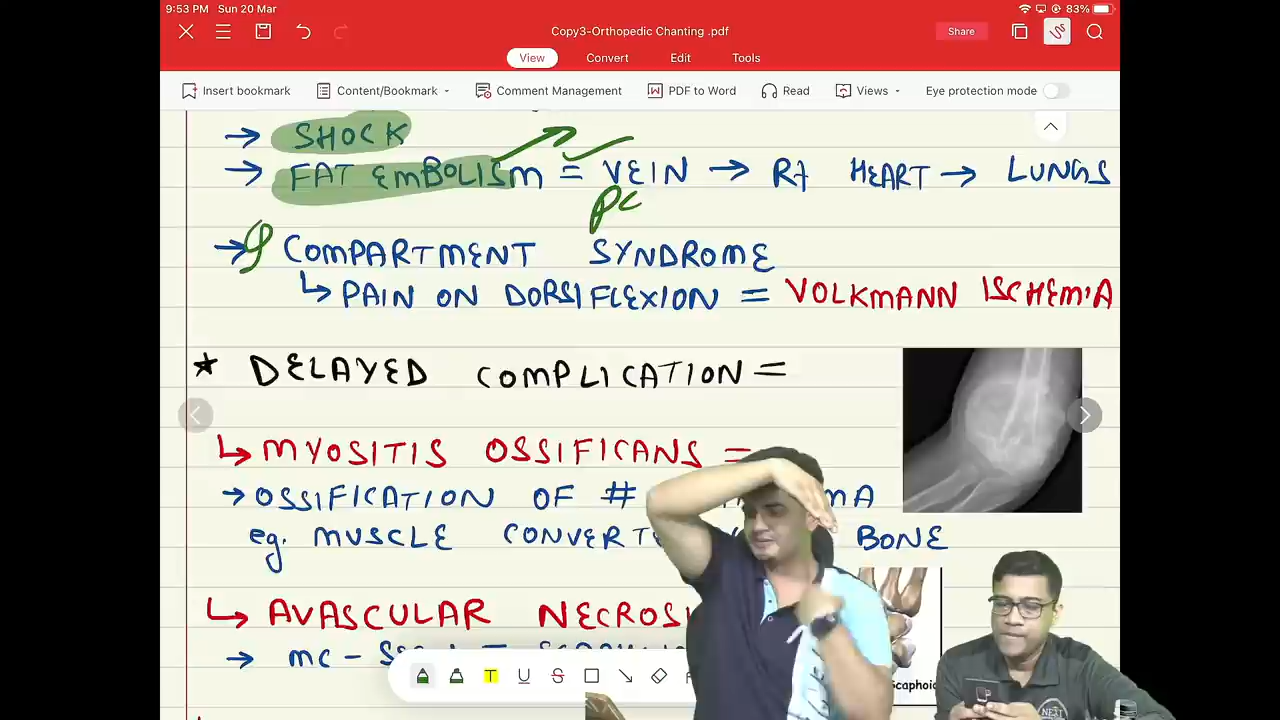 9:53 PM Sun 20 Mar 83%
Copy3-Orthopedic Chanting .pdf
Share
View Convert Edit Tools
Insert bookmark Content/Bookmark Comment Management PDF to Word Read Views Eye protection mode
→ SHOCK
→ FAT EMBOLISM = VEIN → RT HEART → LUNGS
→ COMPARTMENT SYNDROME
↳ PAIN ON DORSIFLEXION = VOLKMANN ISCHEMIA
* DELAYED COMPLICATION =
↳ MYOSITIS OSSIFICANS =
→ OSSIFICATION OF #
eg. MUSCLE BONE
↳ AVASCULAR
→ MC -
Scaphoid
NEXT